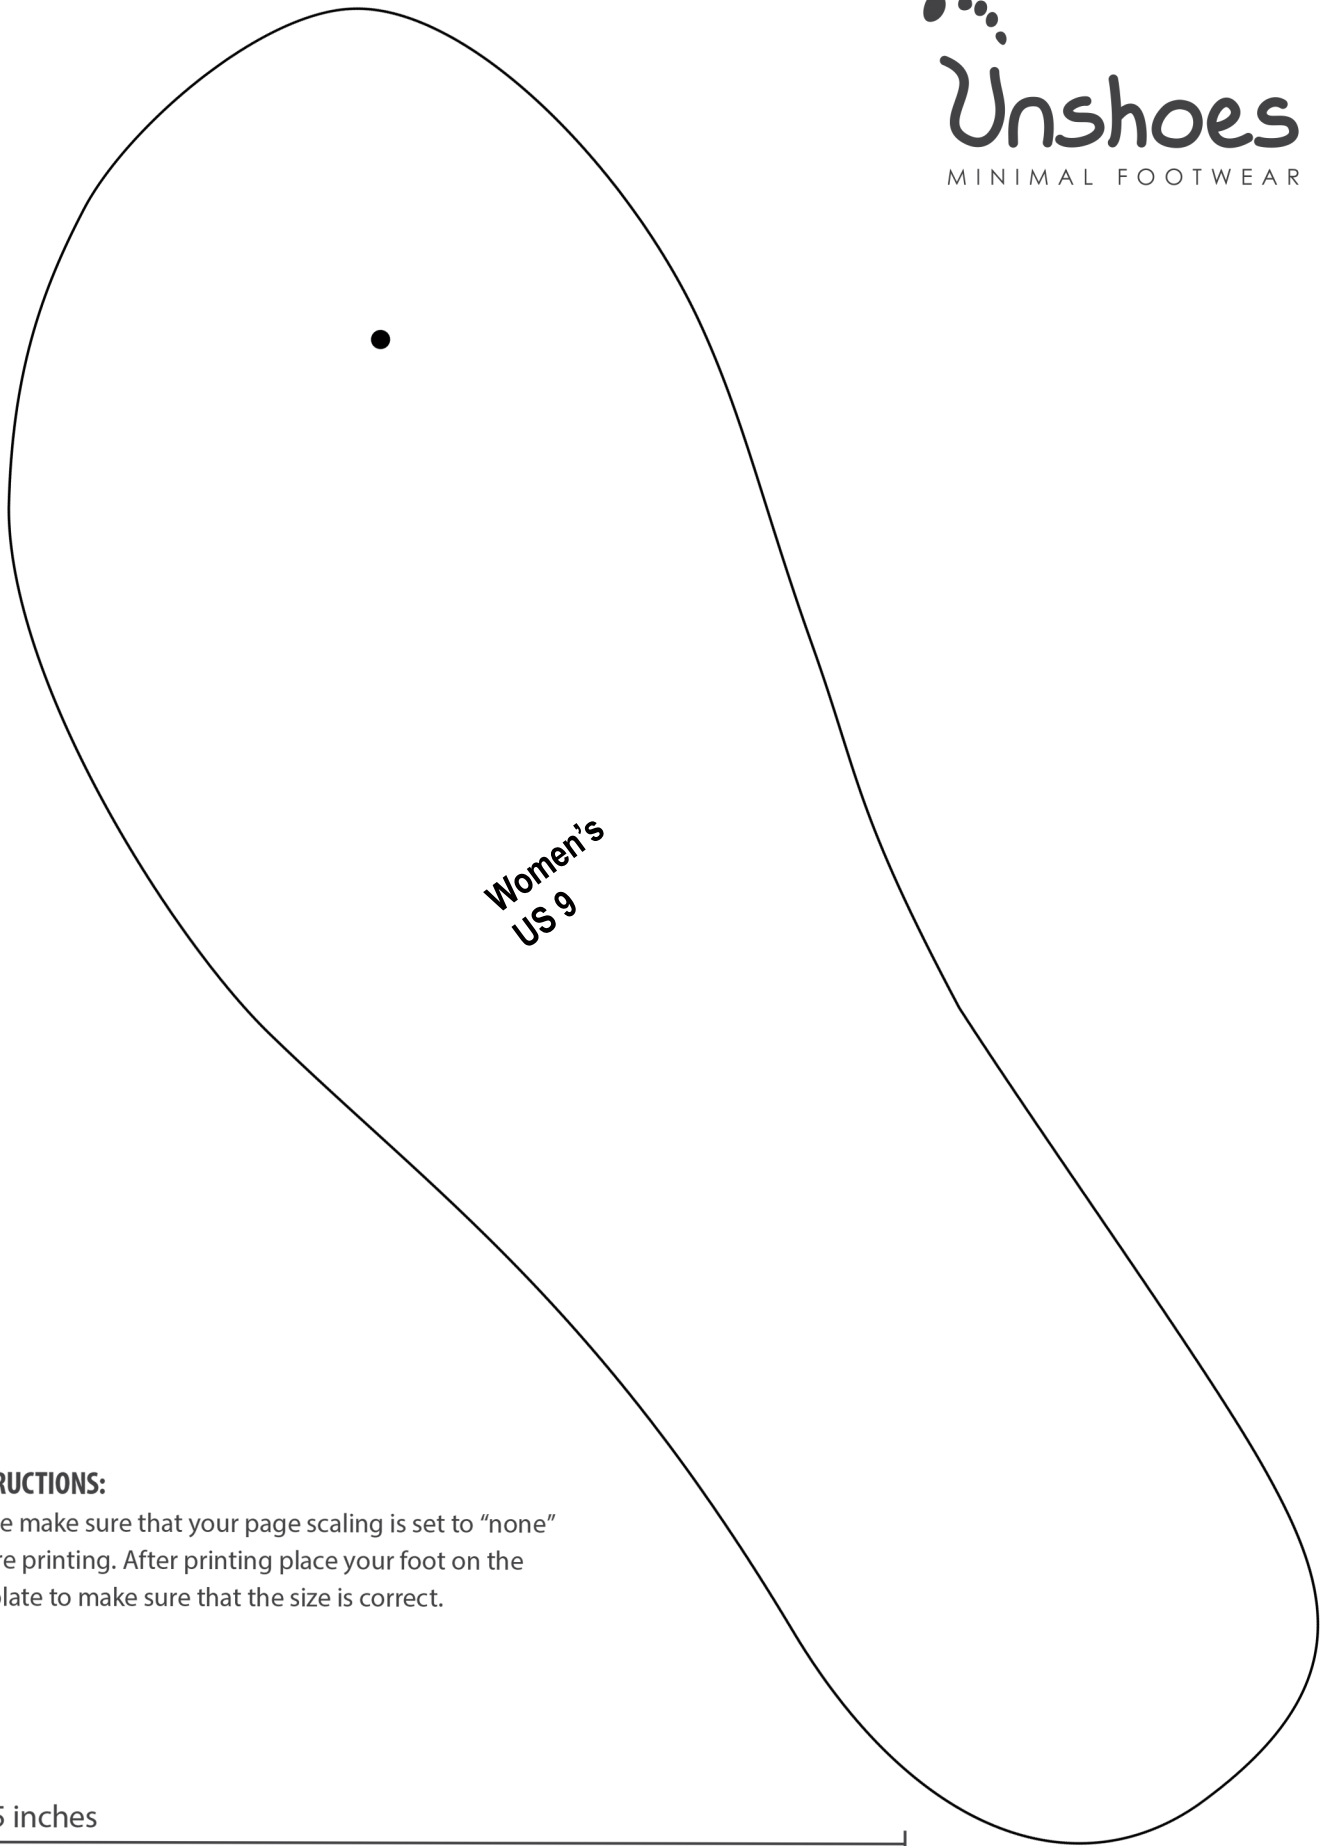 Unshoes
MINIMAL FOOTWEAR
Women’s
US 9
RUCTIONS:
e make sure that your page scaling is set to “none”
re printing. After printing place your foot on the
late to make sure that the size is correct.
5 inches